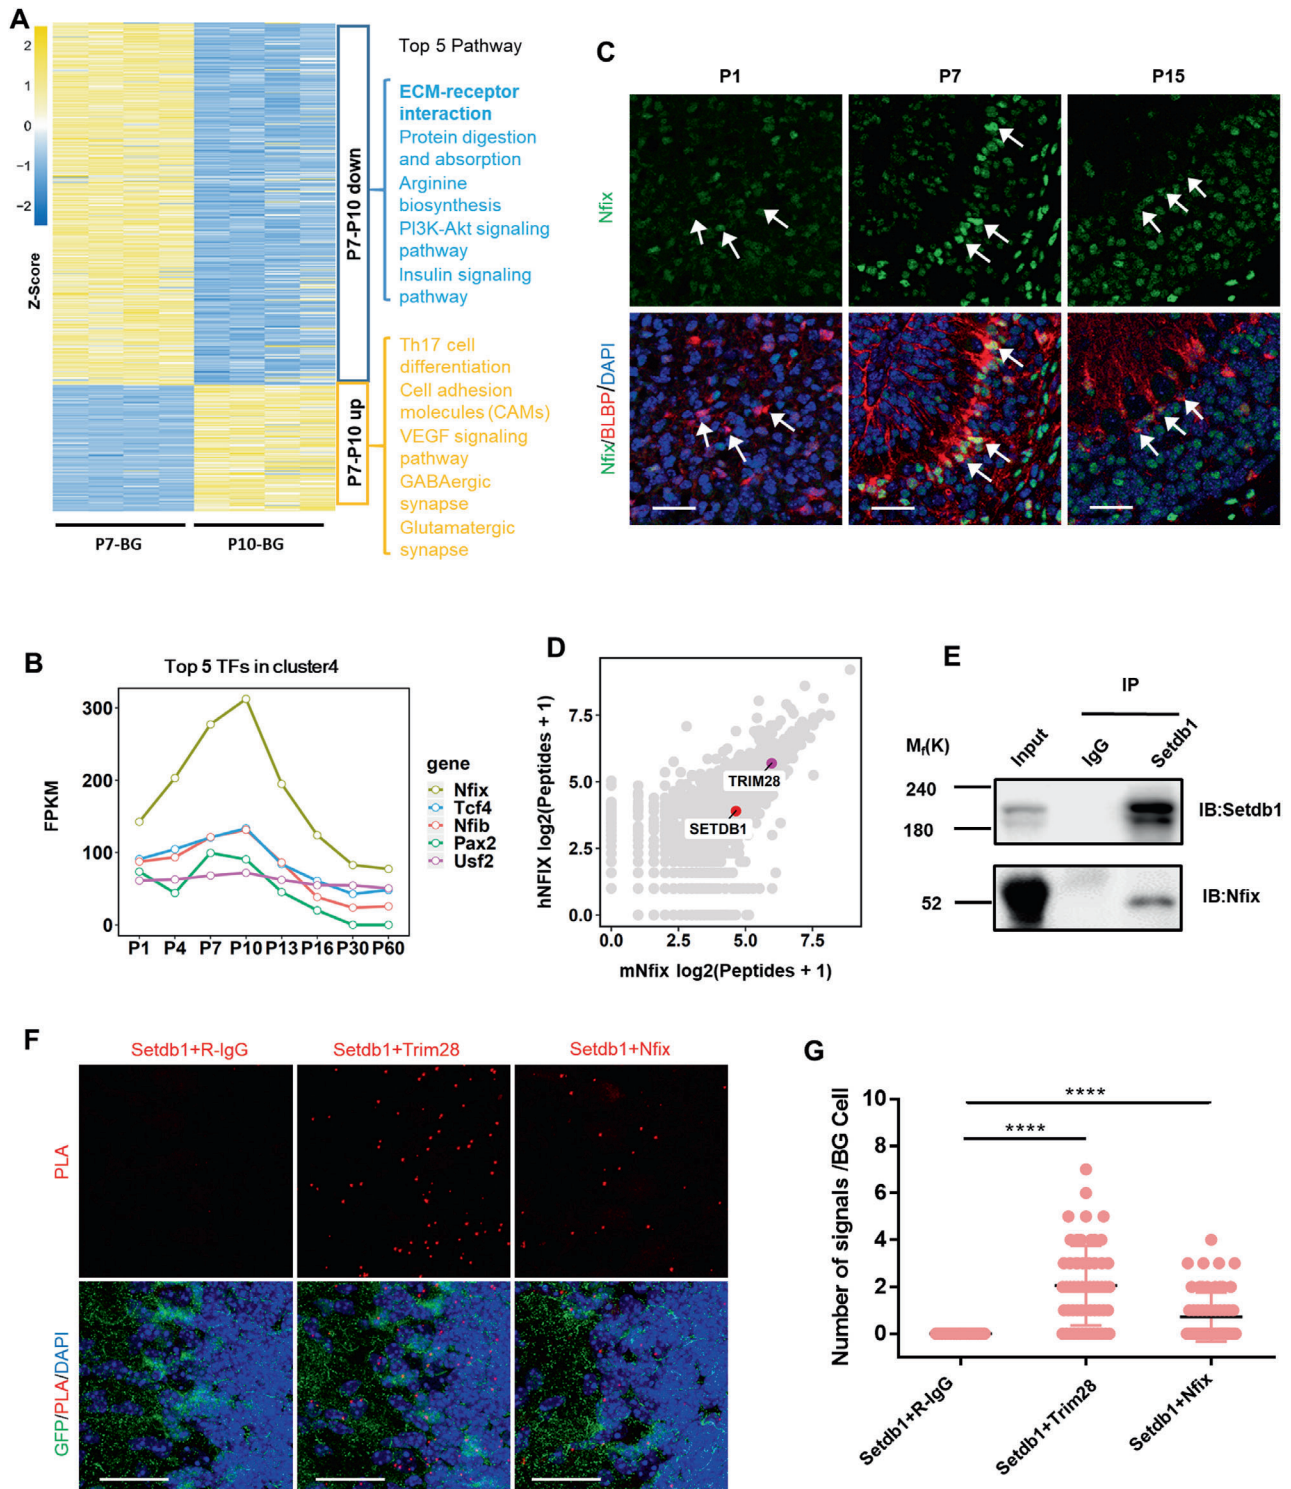 A
2
1
0
−1
−2
Z-Score
P7-BG
P10-BG
P7-P10 down
P7-P10 up
Top 5 Pathway
ECM-receptor
interaction
Protein digestion
and absorption
Arginine
biosynthesis
PI3K-Akt signaling
pathway
Insulin signaling
pathway
Th17 cell
differentiation
Cell adhesion
molecules (CAMs)
VEGF signaling
pathway
GABAergic
synapse
Glutamatergic
synapse
C
P1
P7
P15
Nfix
Nfix/BLBP/DAPI
B
Top 5 TFs in cluster4
FPKM
300
200
100
0
P1
P4
P7
P10
P13
P16
P30
P60
gene
Nfix
Tcf4
Nfib
Pax2
Usf2
D
hNFIX log2(Peptides + 1)
7.5
5.0
2.5
0.0
TRIM28
SETDB1
0.0
2.5
5.0
7.5
mNfix log2(Peptides + 1)
E
IP
Mr(K)
Input
IgG
Setdb1
240
180
IB:Setdb1
52
IB:Nfix
F
Setdb1+R-IgG
Setdb1+Trim28
Setdb1+Nfix
PLA
GFP/PLA/DAPI
G
Number of signals /BG Cell
10
8
6
4
2
0
****
****
Setdb1+R-IgG
Setdb1+Trim28
Setdb1+Nfix